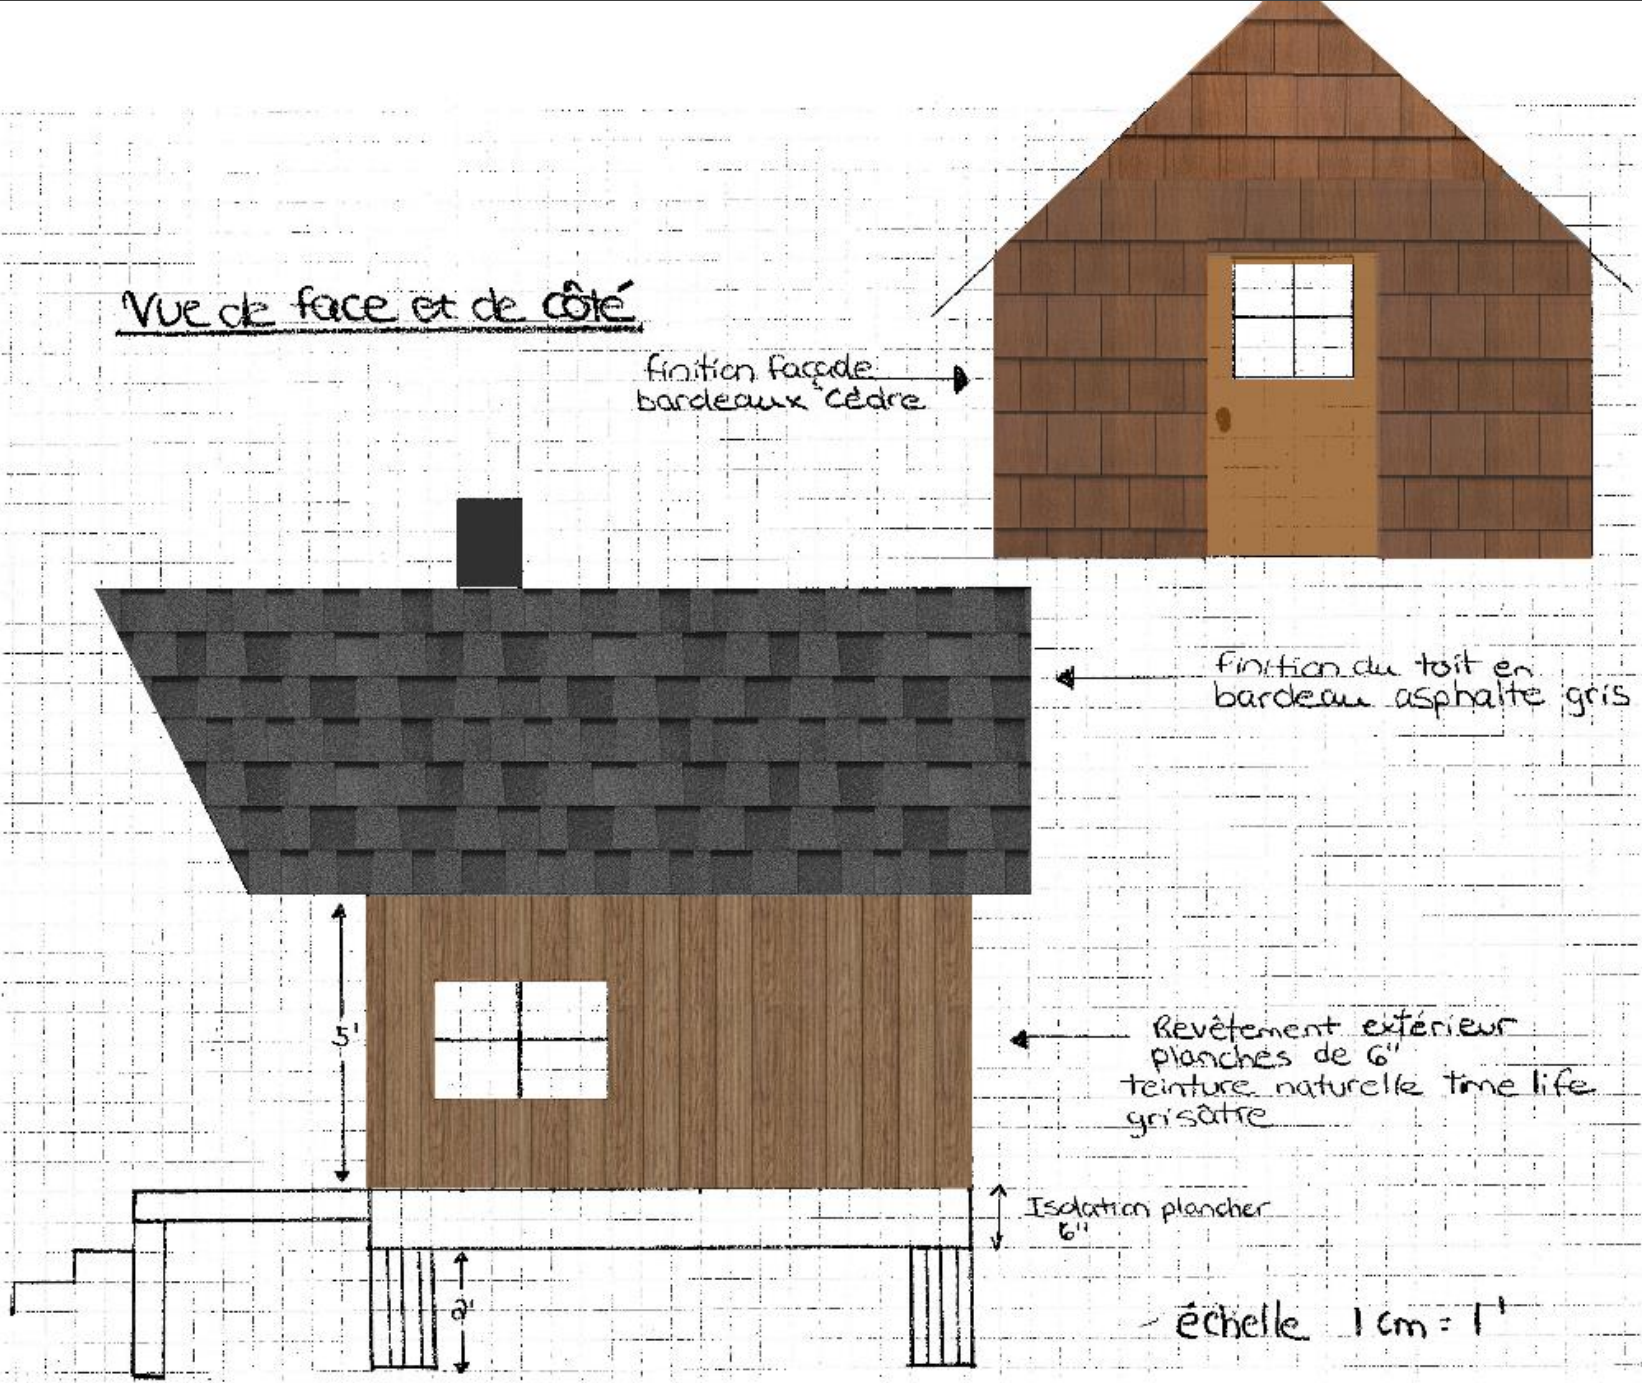 Vue de face et de côté
finition façade
bardeaux cèdre
finition du toit en
bardeau asphalte gris
5'
Revêtement extérieur
planches de 6"
teinture naturelle time life
grisâtre
Isolation plancher
6"
2'
échelle 1 cm = 1'